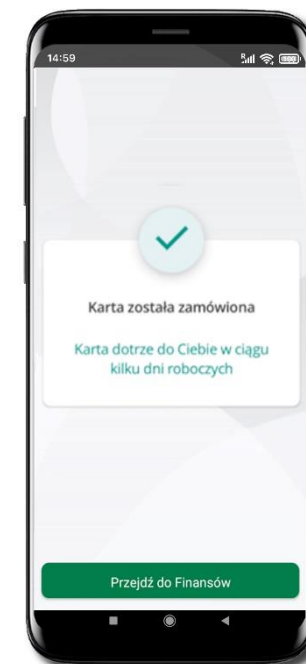 14:59
Karta została zamówiona
Karta dotrze do Ciebie w ciągu
kilku dni roboczych
Przejdź do Finansów